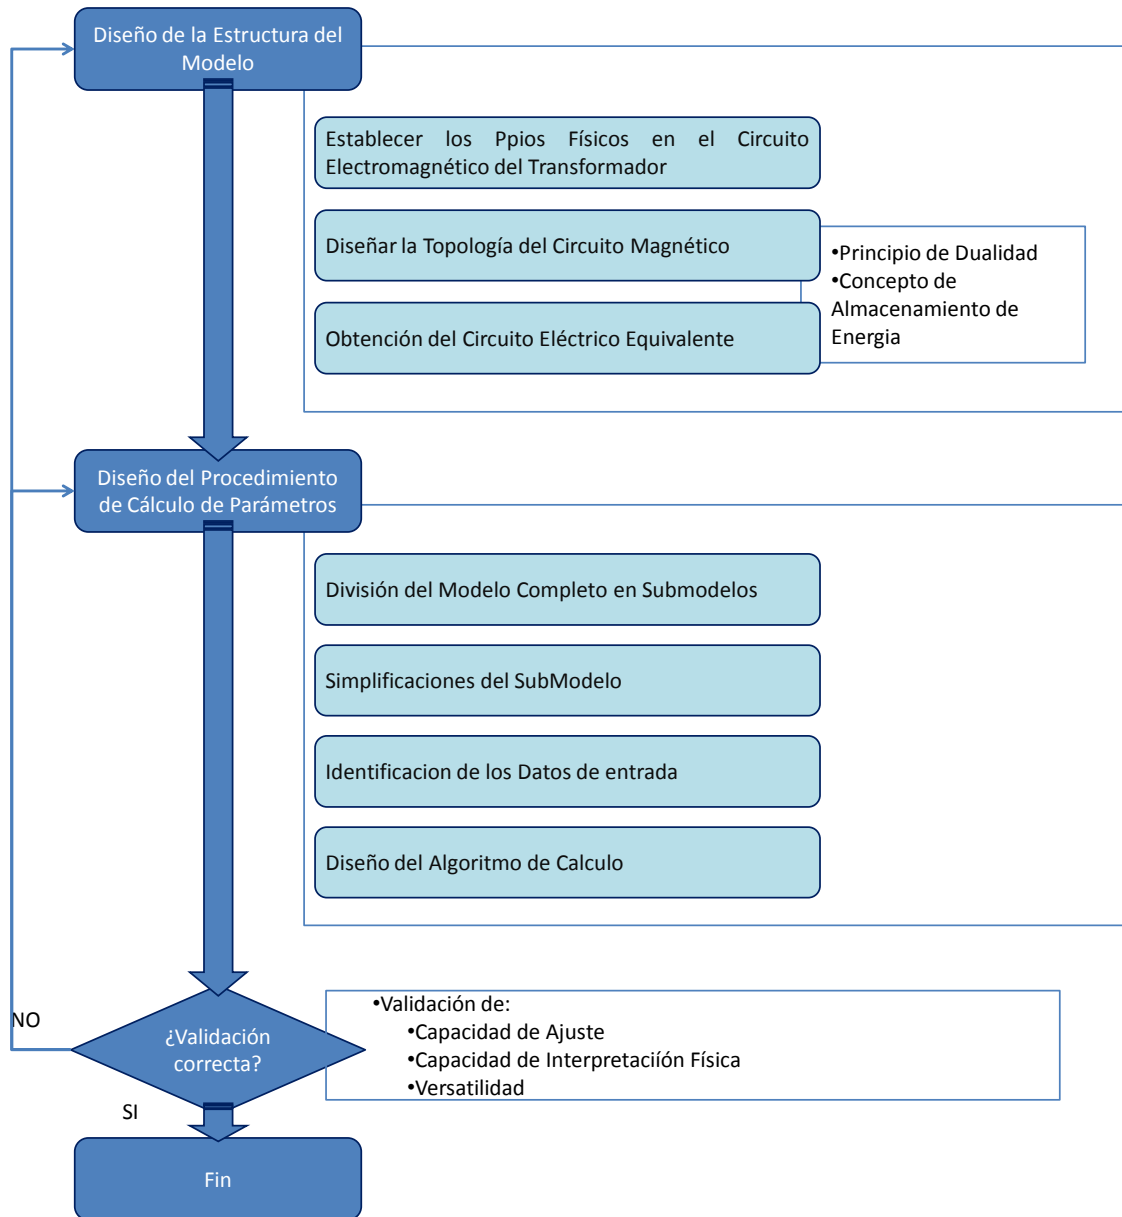 Diseño de la Estructura del
Modelo
Establecer los Ppios Físicos en el Circuito
Electromagnético del Transformador
Diseñar la Topología del Circuito Magnético
•Principio de Dualidad
•Concepto de
Almacenamiento de
Energia
Obtención del Circuito Eléctrico Equivalente
Diseño del Procedimiento
de Cálculo de Parámetros
División del Modelo Completo en Submodelos
Simplificaciones del SubModelo
Identificacion de los Datos de entrada
Diseño del Algoritmo de Calculo
NO
¿Validación
correcta?
•Validación de:
•Capacidad de Ajuste
•Capacidad de Interpretaciíón Física
•Versatilidad
SI
Fin